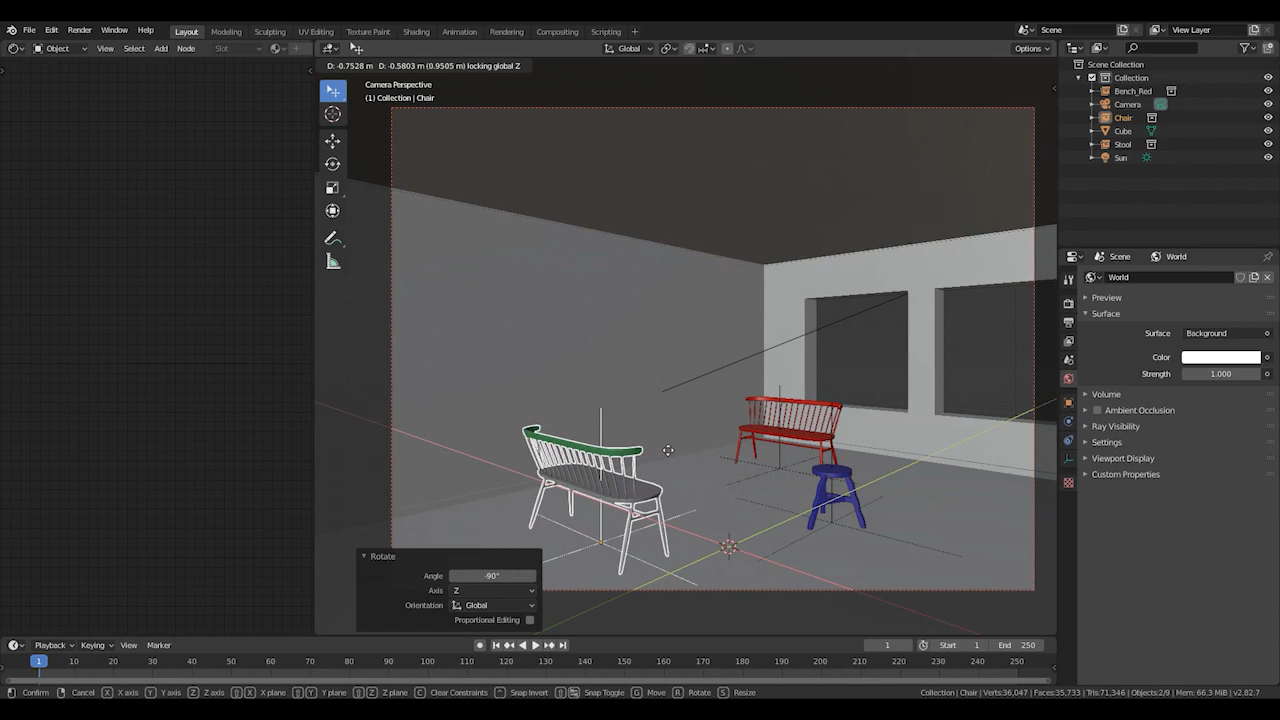 File Edit Render Window Help Layout Modeling Sculpting UV Editing Texture Paint Shading Animation Rendering Compositing Scripting + Scene View Layer
Object View Select Add Node Slot Global Options
D: -0.7528 m D: -0.5803 m (0.9505 m) locking global Z
Camera Perspective
(1) Collection | Chair
Scene Collection
Collection
Bench_Red
Camera
Chair
Cube
Stool
Sun
Scene World
World
Preview
Surface
Surface Background
Color
Strength 1.000
Volume
Ambient Occlusion
Ray Visibility
Settings
Viewport Display
Custom Properties
Rotate
Angle -90°
Axis Z
Orientation Global
Proportional Editing
Playback Keying View Marker 1 Start 1 End 250
1 10 20 30 40 50 60 70 80 90 100 110 120 130 140 150 160 170 180 190 200 210 220 230 240 250
Confirm Cancel X X axis Y Y axis Z Z axis X X plane Y Y plane Z Z plane C Clear Constraints Snap Invert Snap Toggle G Move R Rotate S Resize Collection | Chair | Verts:36,047 | Faces:35,733 | Tris:71,346 | Objects:2/9 | Mem: 66.3 MiB | v2.82.7